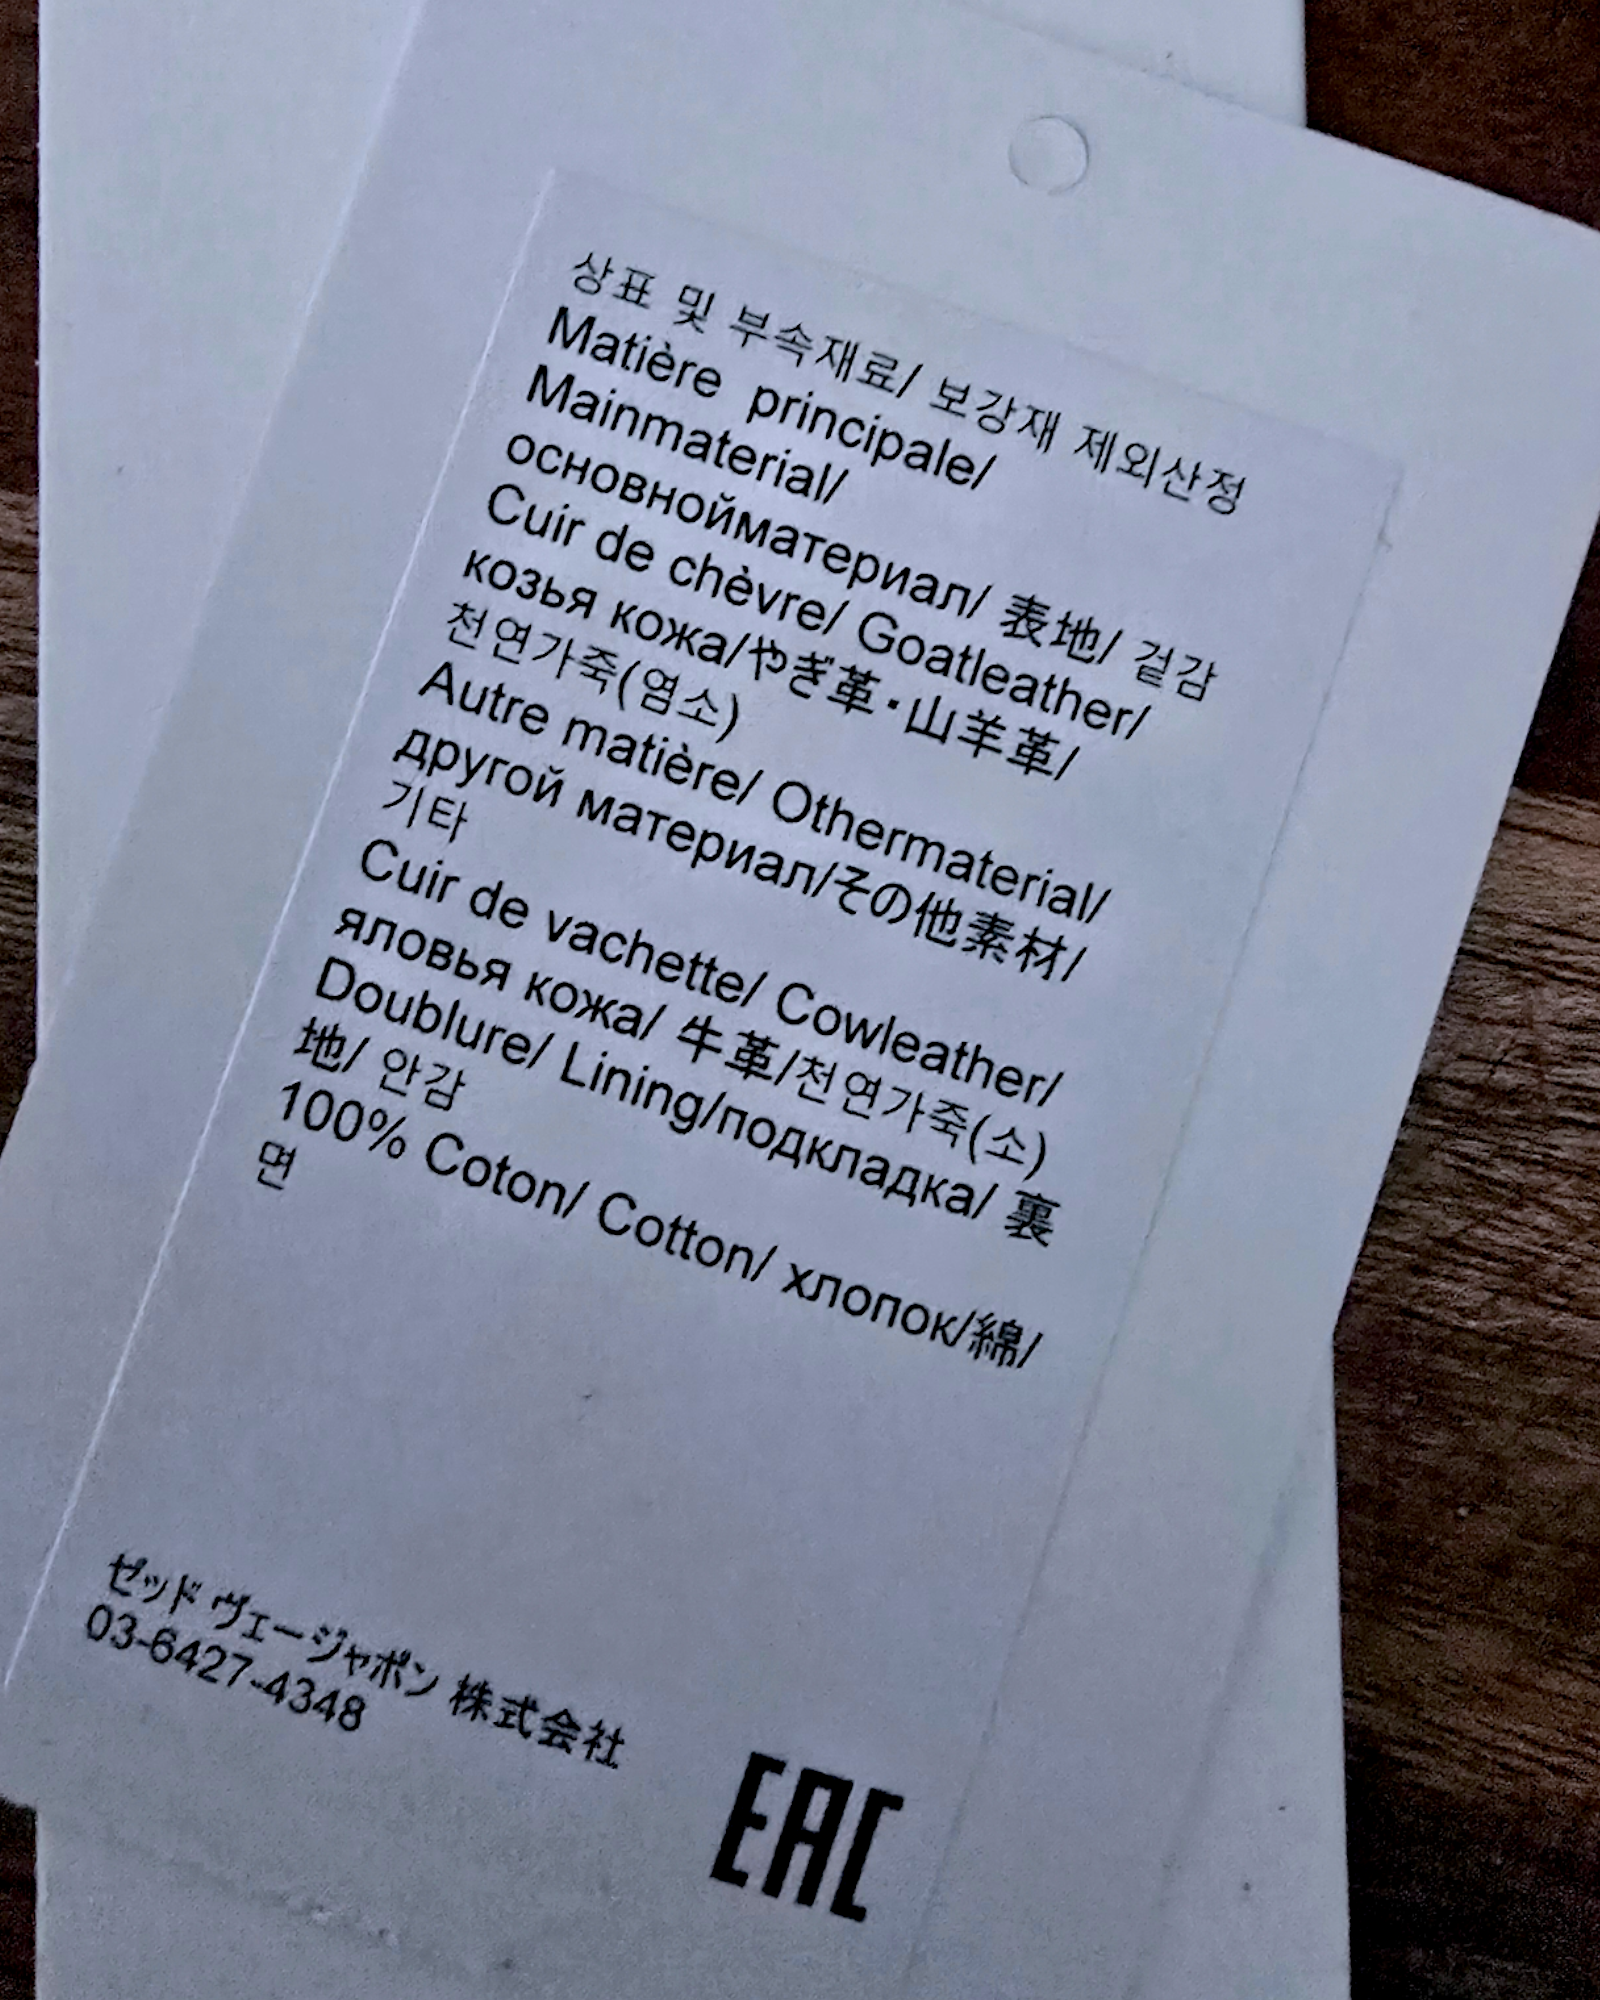 상표 및 부속재료/ 보강재 제외산정
Matière principale/
Mainmaterial/
основнойматериал/ 表地/ 겉감
Cuir de chèvre/ Goatleather/
козья кожа/やぎ革・山羊革/
천연가죽(염소)
Autre matière/ Othermaterial/
другой материал/その他素材/
기타
Cuir de vachette/ Cowleather/
яловья кожа/ 牛革/천연가죽(소)
Doublure/ Lining/подкладка/ 裏
地/ 안감
100% Coton/ Cotton/ хлопок/綿/
면
ゼッド ヴェージャポン 株式会社
03-6427-4348
EAC